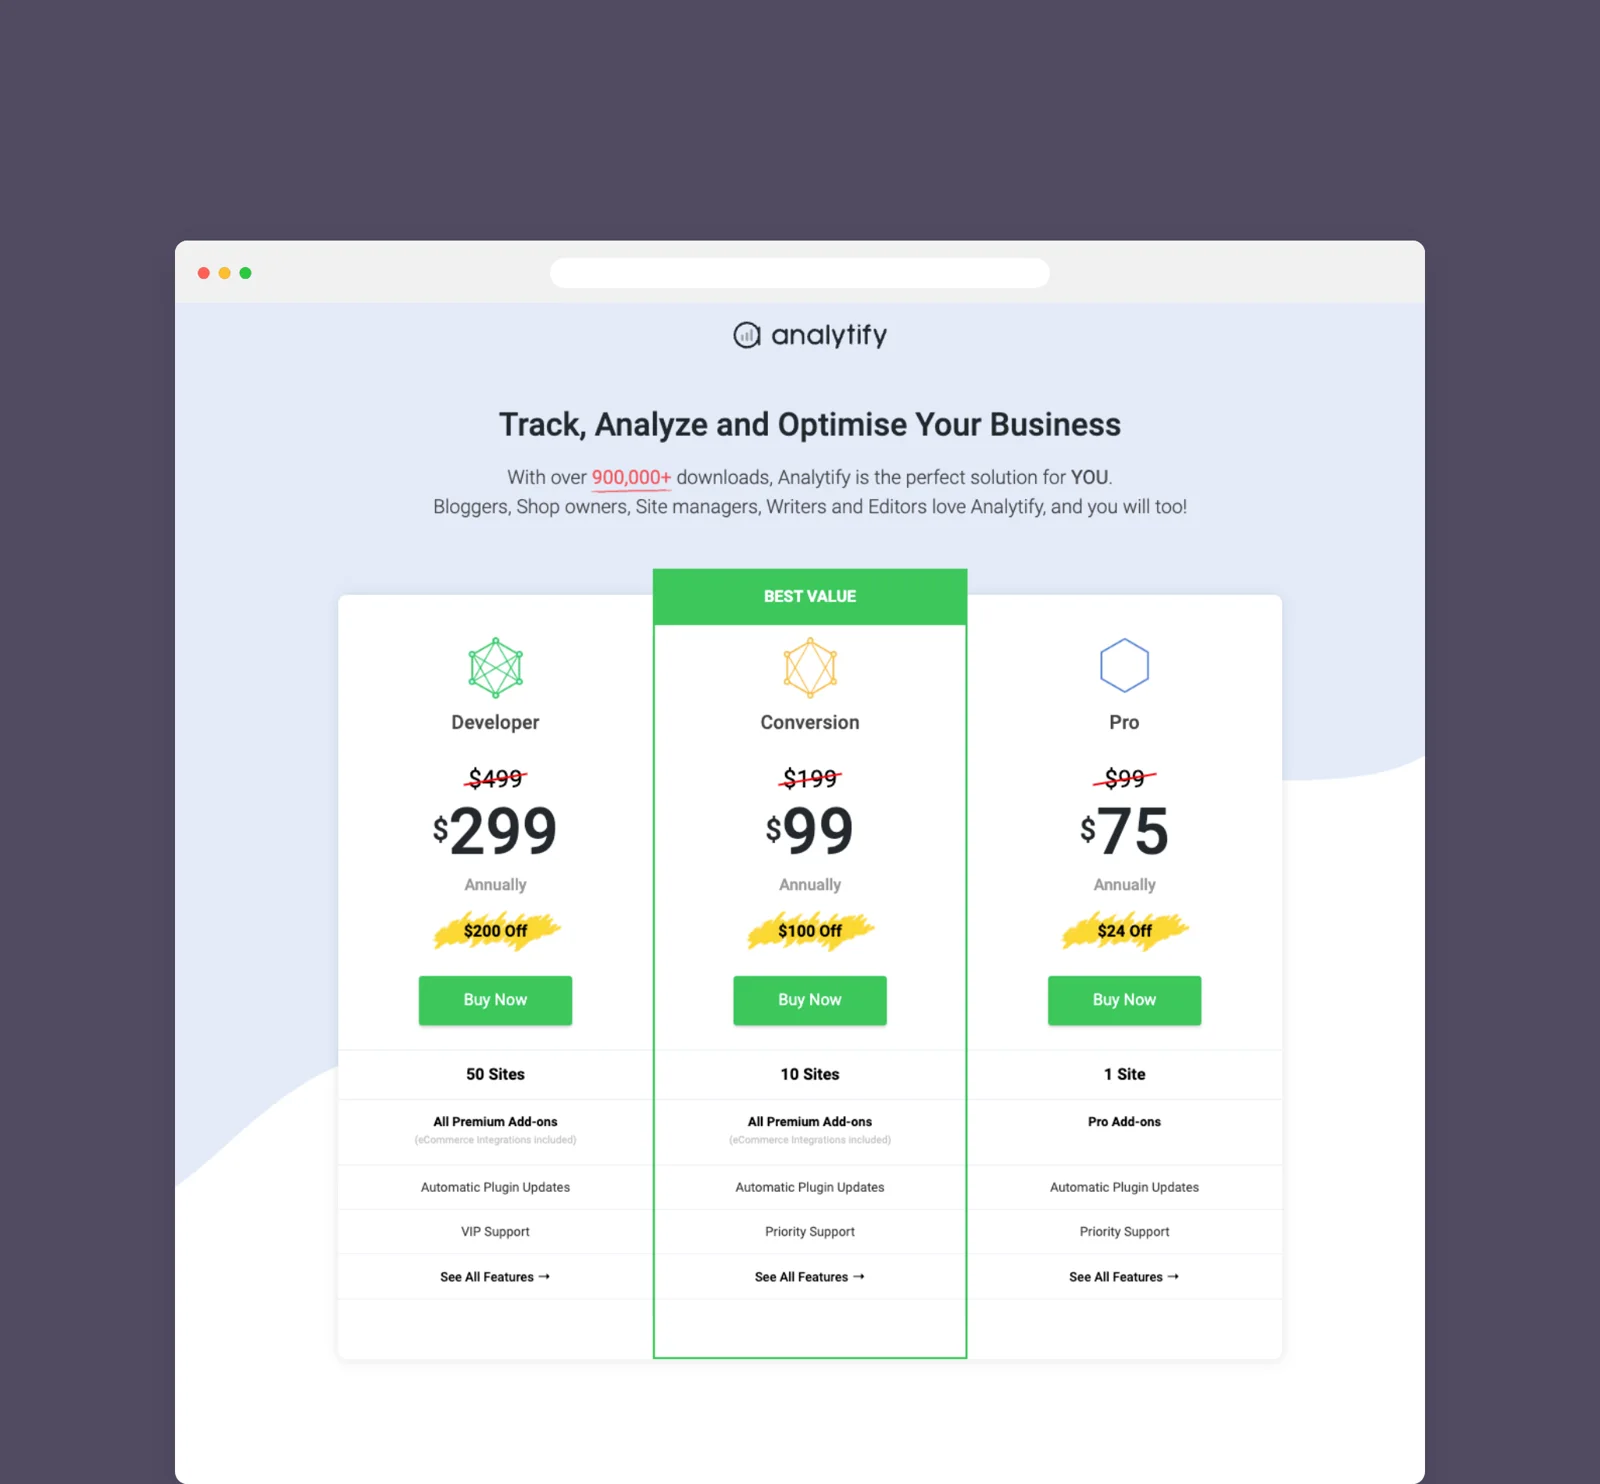 analytify
Track, Analyze and Optimise Your Business
With over 900,000+ downloads, Analytify is the perfect solution for YOU.
Bloggers, Shop owners, Site managers, Writers and Editors love Analytify, and you will too!
BEST VALUE
Developer
$499
$299
Annually
$200 Off
Buy Now
50 Sites
All Premium Add-ons
(eCommerce Integrations included)
Automatic Plugin Updates
VIP Support
See All Features →
Conversion
$199
$99
Annually
$100 Off
Buy Now
10 Sites
All Premium Add-ons
(eCommerce Integrations included)
Automatic Plugin Updates
Priority Support
See All Features →
Pro
$99
$75
Annually
$24 Off
Buy Now
1 Site
Pro Add-ons
Automatic Plugin Updates
Priority Support
See All Features →